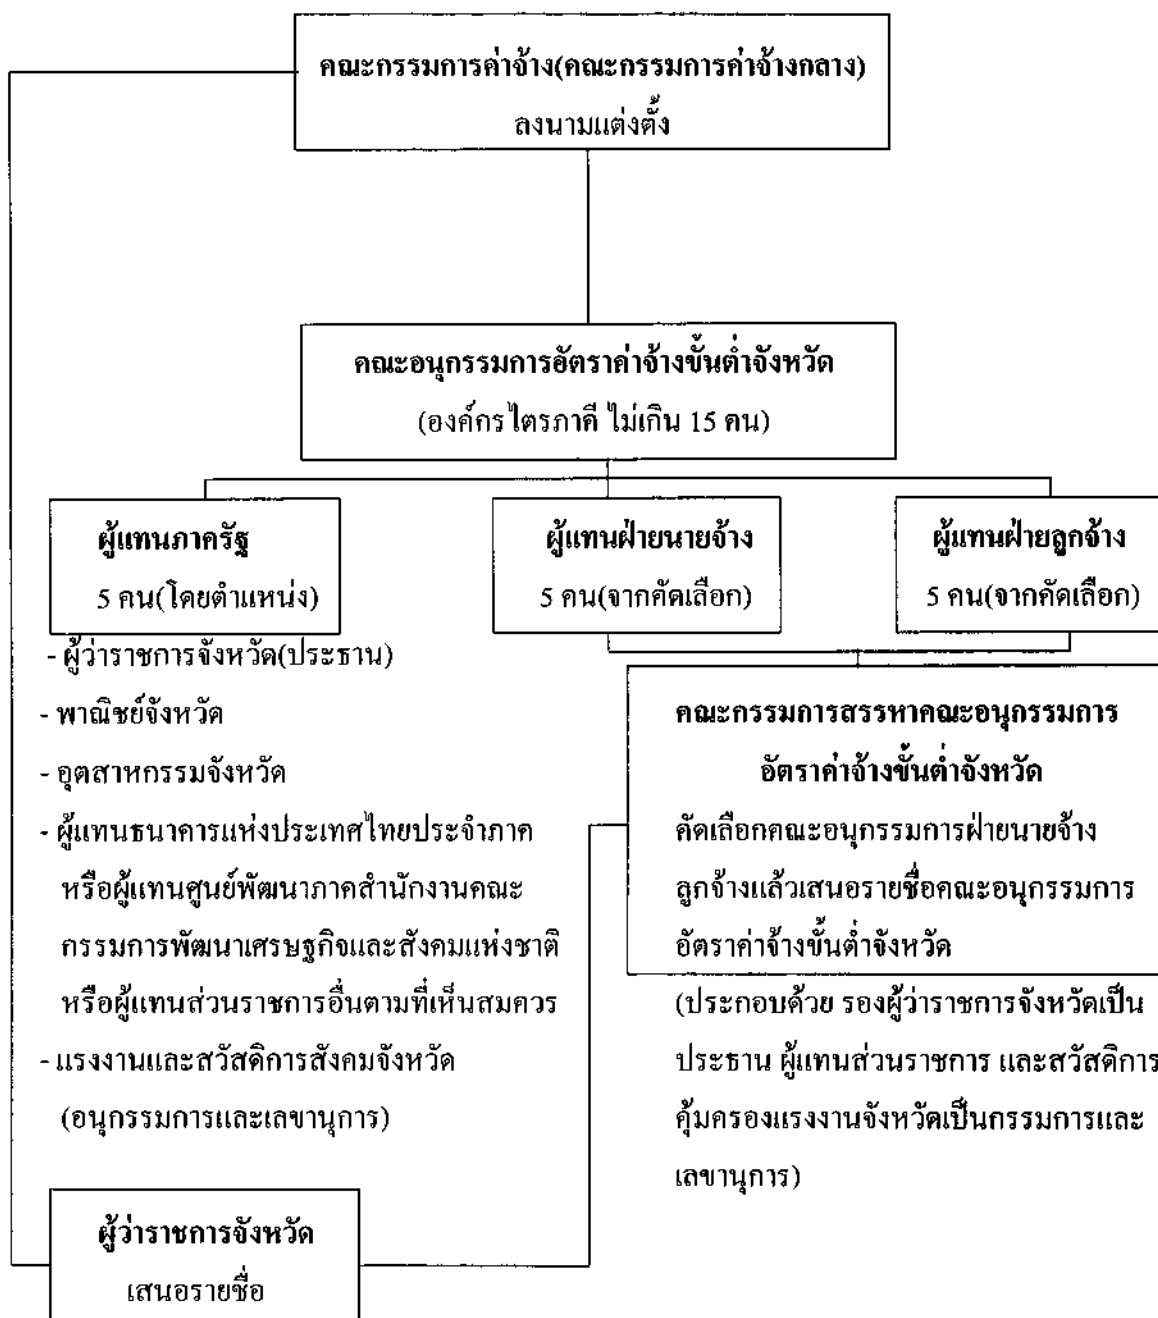 คณะกรรมการค่าจ้าง(คณะกรรมการค่าจ้างกลาง)
ลงนามแต่งตั้ง
คณะอนุกรรมการอัตราค่าจ้างขั้นต่ำจังหวัด
(องค์กรไตรภาคี ไม่เกิน 15 คน)
ผู้แทนภาครัฐ
5 คน(โดยตำแหน่ง)
ผู้แทนฝ่ายนายจ้าง
5 คน(จากคัดเลือก)
ผู้แทนฝ่ายลูกจ้าง
5 คน(จากคัดเลือก)
- ผู้ว่าราชการจังหวัด(ประธาน)
- พาณิชย์จังหวัด
- อุตสาหกรรมจังหวัด
- ผู้แทนธนาคารแห่งประเทศไทยประจำภาค
หรือผู้แทนศูนย์พัฒนาภาคสำนักงานคณะ
กรรมการพัฒนาเศรษฐกิจและสังคมแห่งชาติ
หรือผู้แทนส่วนราชการอื่นตามที่เห็นสมควร
- แรงงานและสวัสดิการสังคมจังหวัด
(อนุกรรมการและเลขานุการ)
คณะกรรมการสรรหาคณะอนุกรรมการ
อัตราค่าจ้างขั้นต่ำจังหวัด
คัดเลือกคณะอนุกรรมการฝ่ายนายจ้าง
ลูกจ้างแล้วเสนอรายชื่อคณะอนุกรรมการ
อัตราค่าจ้างขั้นต่ำจังหวัด
(ประกอบด้วย รองผู้ว่าราชการจังหวัดเป็น
ประธาน ผู้แทนส่วนราชการ และสวัสดิการ
คุ้มครองแรงงานจังหวัดเป็นกรรมการและ
เลขานุการ)
ผู้ว่าราชการจังหวัด
เสนอรายชื่อ